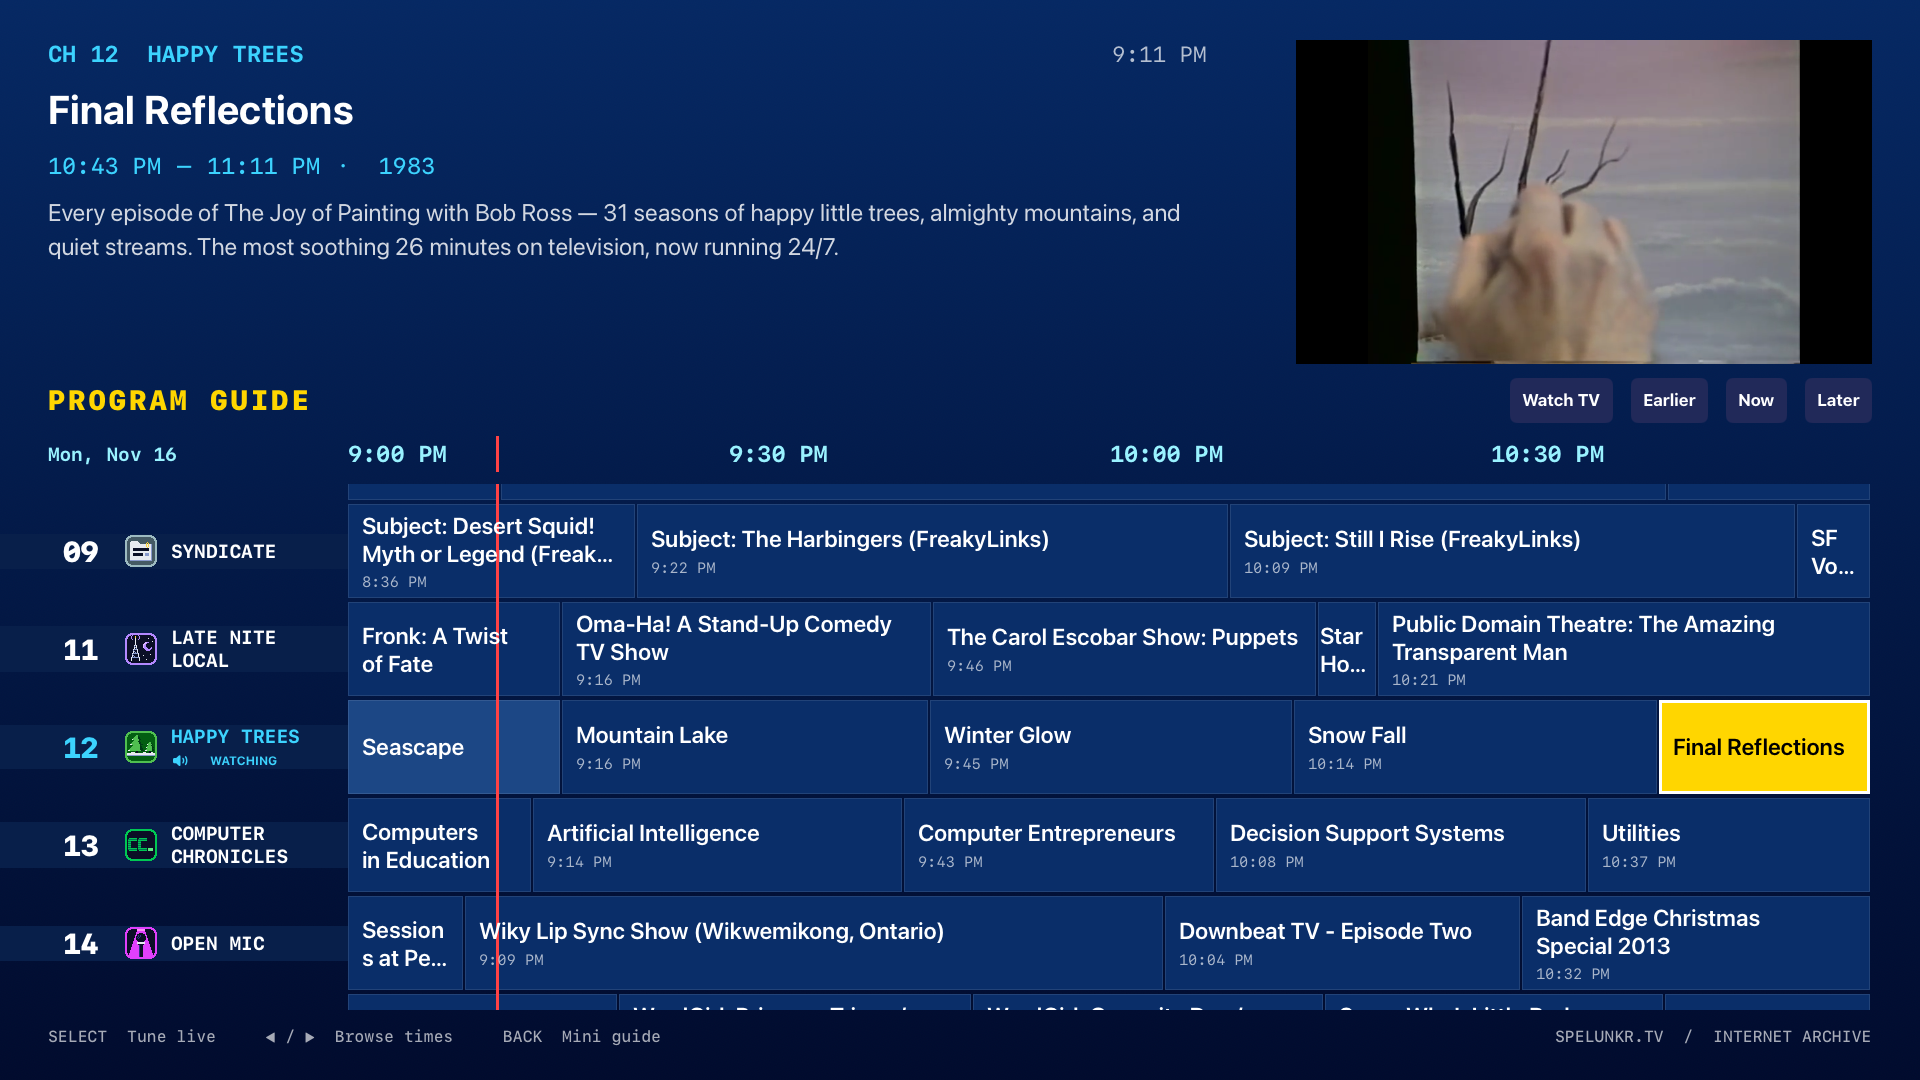 CH 12 HAPPY TREES
9:11 PM
Final Reflections
10:43 PM — 11:11 PM · 1983
Every episode of The Joy of Painting with Bob Ross — 31 seasons of happy little trees, almighty mountains, and
quiet streams. The most soothing 26 minutes on television, now running 24/7.
PROGRAM GUIDE
Watch TV Earlier Now Later
Mon, Nov 16
9:00 PM 9:30 PM 10:00 PM 10:30 PM
09 SYNDICATE
Subject: Desert Squid!
Myth or Legend (Freak...
8:36 PM
Subject: The Harbingers (FreakyLinks)
9:22 PM
Subject: Still I Rise (FreakyLinks)
10:09 PM
SF
Vo...
11 LATE NITE
LOCAL
Fronk: A Twist
of Fate
Oma-Ha! A Stand-Up Comedy
TV Show
9:16 PM
The Carol Escobar Show: Puppets
9:46 PM
Star
Ho...
Public Domain Theatre: The Amazing
Transparent Man
10:21 PM
12 HAPPY TREES
WATCHING
Seascape
Mountain Lake
9:16 PM
Winter Glow
9:45 PM
Snow Fall
10:14 PM
Final Reflections
13 COMPUTER
CHRONICLES
Computers
in Education
Artificial Intelligence
9:14 PM
Computer Entrepreneurs
9:43 PM
Decision Support Systems
10:08 PM
Utilities
10:37 PM
14 OPEN MIC
Session
s at Pe...
Wiky Lip Sync Show (Wikwemikong, Ontario)
9:09 PM
Downbeat TV - Episode Two
10:04 PM
Band Edge Christmas
Special 2013
10:32 PM
SELECT Tune live ◀ / ▶ Browse times BACK Mini guide
SPELUNKR.TV / INTERNET ARCHIVE